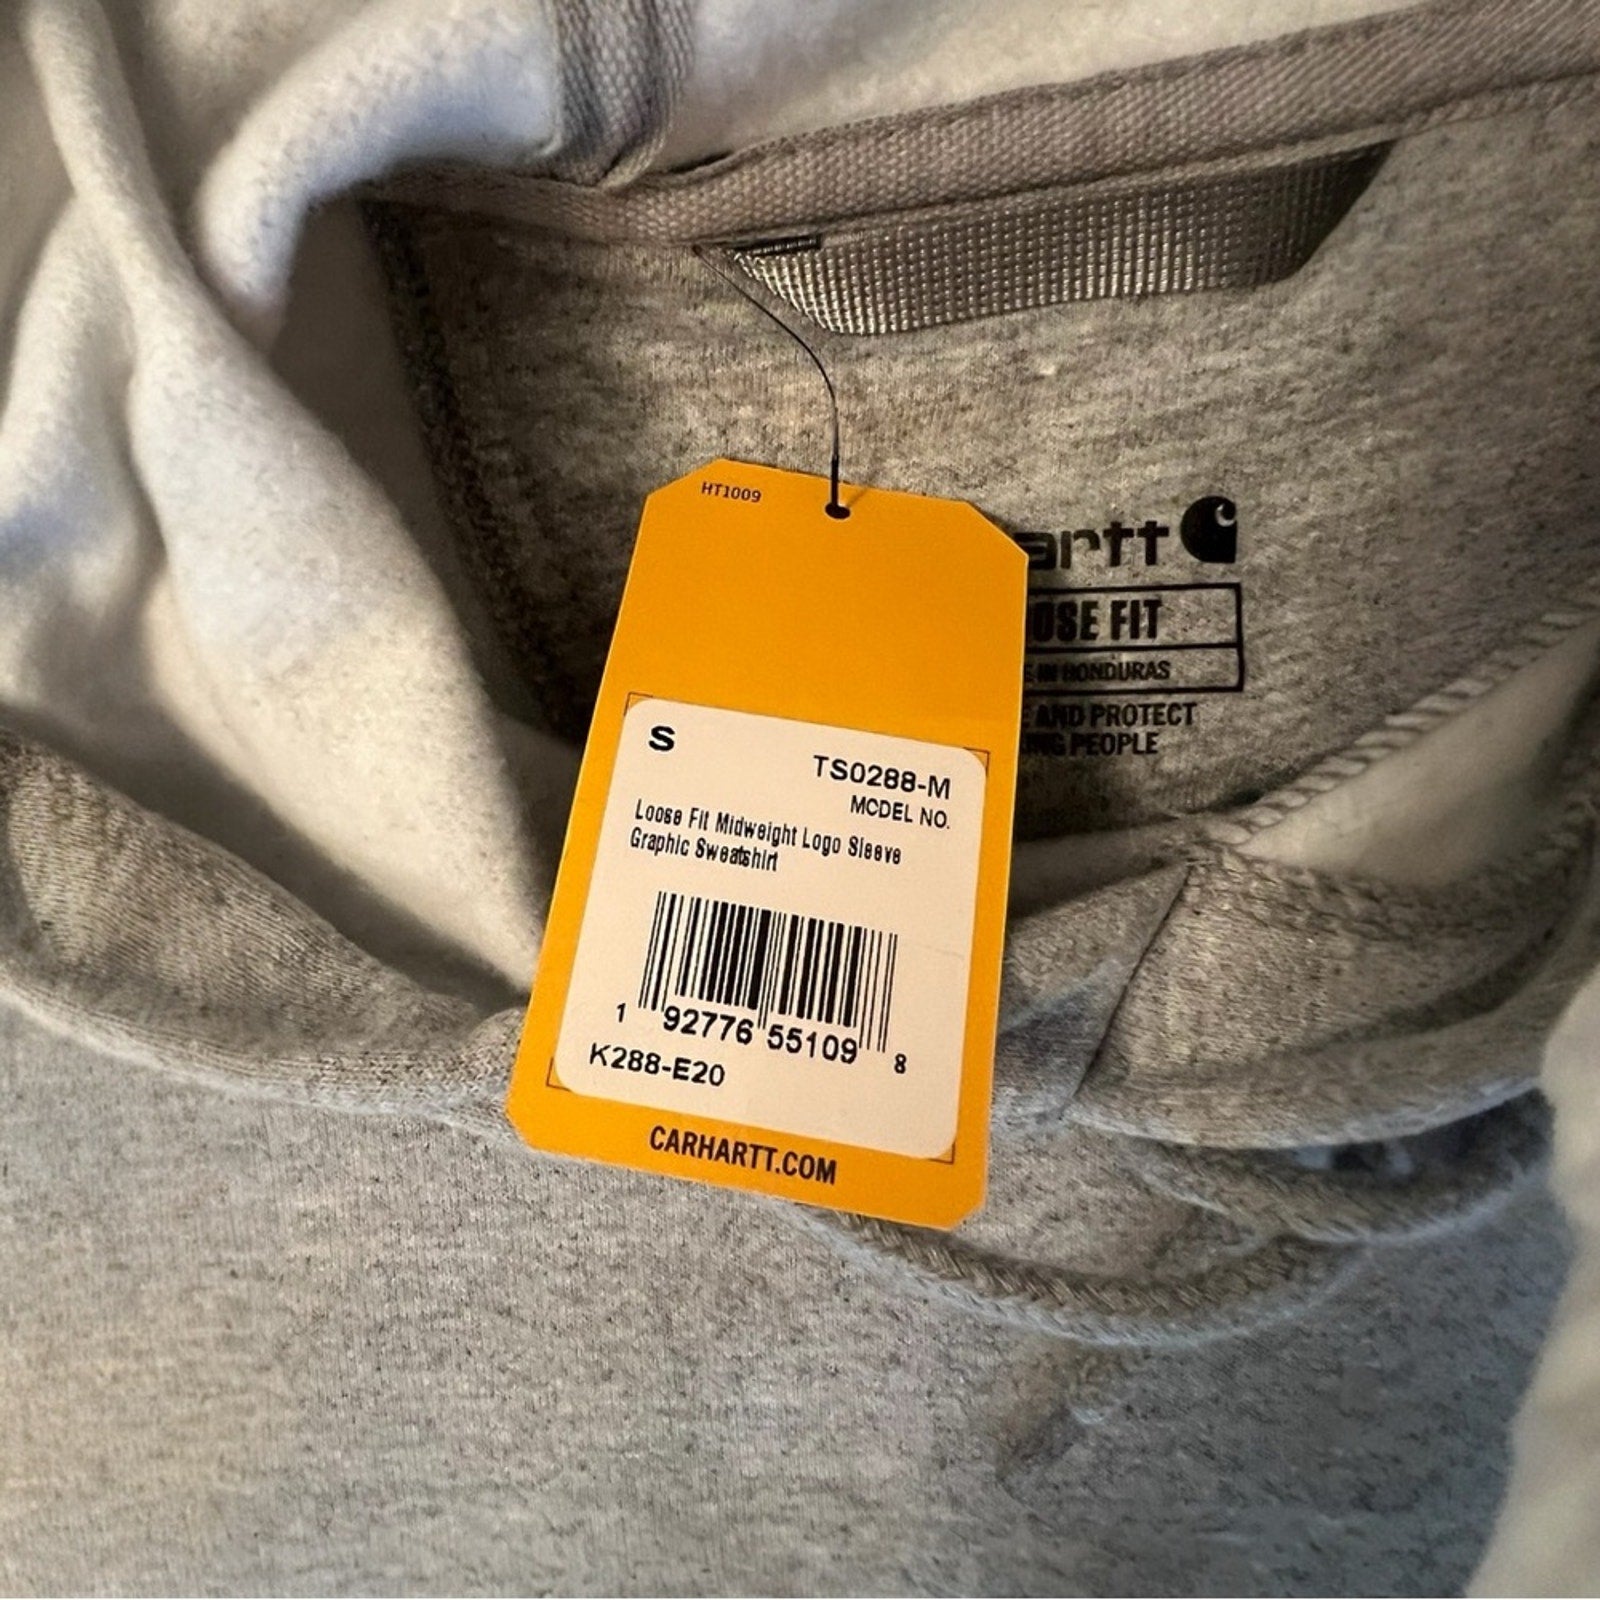 HT1009
artt
OSE FIT
E IN HONDURAS
E AND PROTECT
ING PEOPLE
S
TS0288-M
MODEL NO.
Loose Fit Midweight Logo Sleeve
Graphic Sweatshirt
1 92776 55109 8
K288-E20
CARHARTT.COM